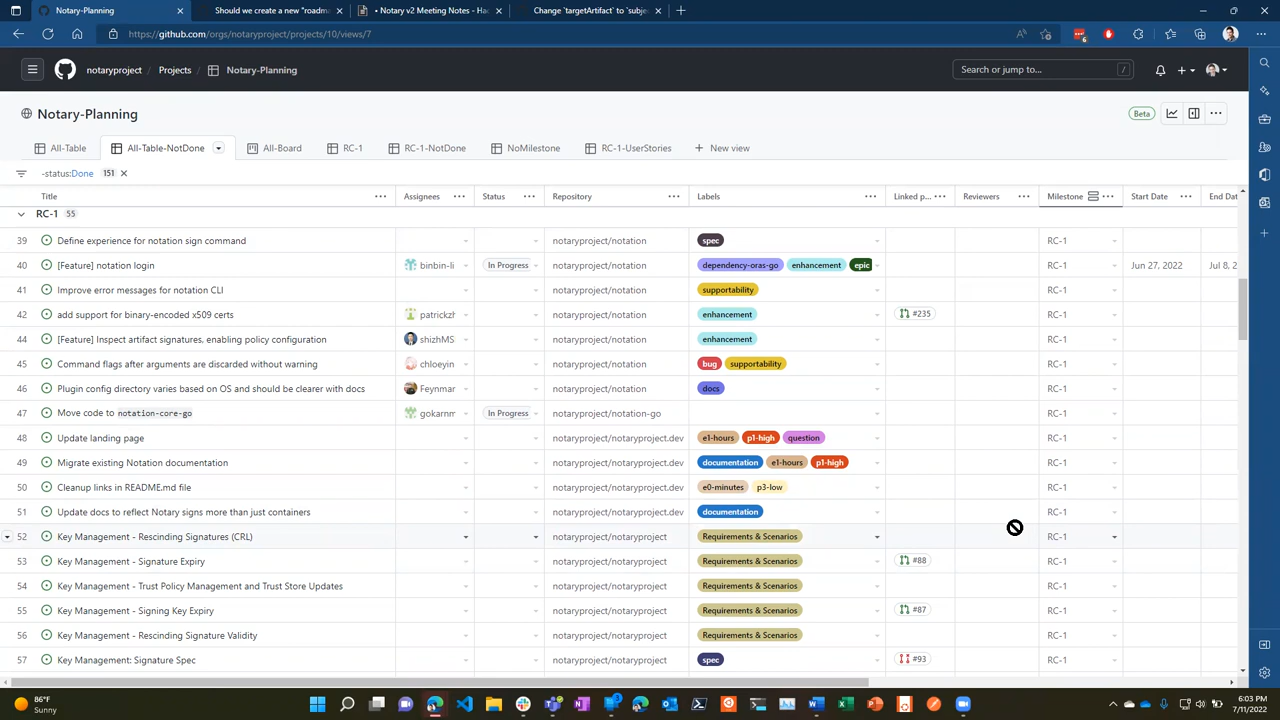 Notary-Planning
Should we create a new "roadm
• Notary v2 Meeting Notes - Hac
Change `targetArtifact` to `subje
https://github.com/orgs/notaryproject/projects/10/views/7
notaryproject Projects Notary-Planning
Search or jump to... /
Notary-Planning
Beta
All-Table All-Table-NotDone All-Board RC-1 RC-1-NotDone NoMilestone RC-1-UserStories New view
-status:Done 151
Title Assignees Status Repository Labels Linked p... Reviewers Milestone Start Date End Da
RC-1 55
39 Define experience for notation sign command notaryproject/notation spec RC-1
40 [Feature] notation login binbin-li In Progress notaryproject/notation dependency-oras-go enhancement epic RC-1 Jun 27, 2022 Jul 8, 2
41 Improve error messages for notation CLI notaryproject/notation supportability RC-1
42 add support for binary-encoded x509 certs patrickzh notaryproject/notation enhancement #235 RC-1
44 [Feature] Inspect artifact signatures, enabling policy configuration shizhMS notaryproject/notation enhancement RC-1
45 Command flags after arguments are discarded without warning chloeyin notaryproject/notation bug supportability RC-1
46 Plugin config directory varies based on OS and should be clearer with docs Feynmar notaryproject/notation docs RC-1
47 Move code to notation-core-go gokarnm In Progress notaryproject/notation-go RC-1
48 Update landing page notaryproject/notaryproject.dev e1-hours p1-high question RC-1
49 Migrate existing Notation documentation notaryproject/notaryproject.dev documentation e1-hours p1-high RC-1
50 Cleanup links in README.md file notaryproject/notaryproject.dev e0-minutes p3-low RC-1
51 Update docs to reflect Notary signs more than just containers notaryproject/notaryproject.dev documentation RC-1
52 Key Management - Rescinding Signatures (CRL) notaryproject/notaryproject Requirements & Scenarios RC-1
53 Key Management - Signature Expiry notaryproject/notaryproject Requirements & Scenarios #88 RC-1
54 Key Management - Trust Policy Management and Trust Store Updates notaryproject/notaryproject Requirements & Scenarios RC-1
55 Key Management - Signing Key Expiry notaryproject/notaryproject Requirements & Scenarios #87 RC-1
56 Key Management - Rescinding Signature Validity notaryproject/notaryproject Requirements & Scenarios RC-1
57 Key Management: Signature Spec notaryproject/notaryproject spec #93 RC-1
86°F
Sunny
6:03 PM
7/11/2022